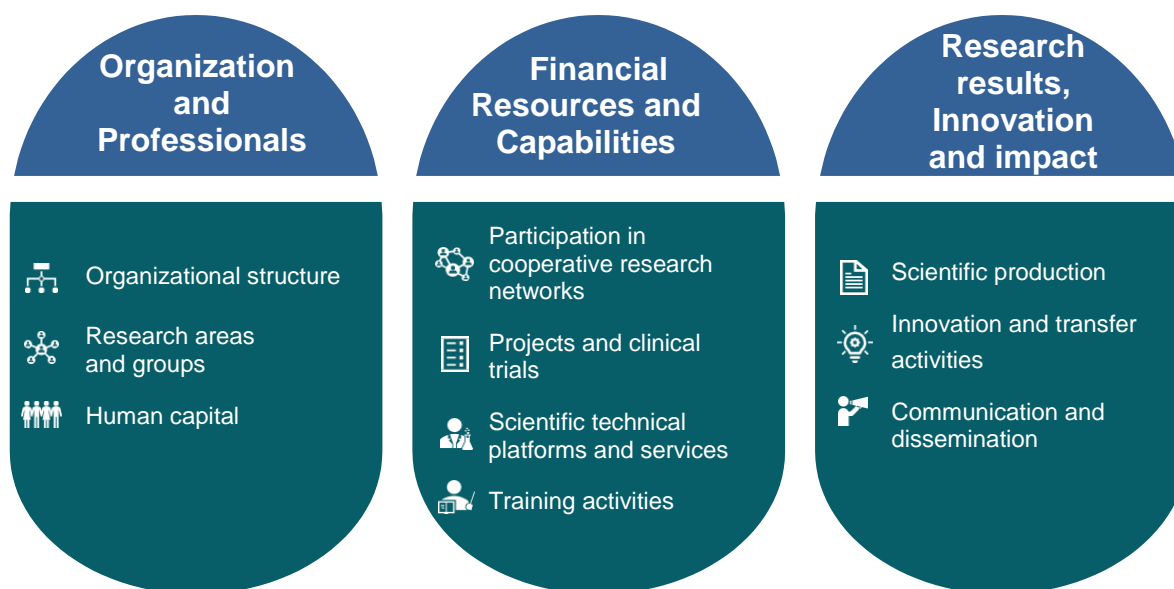 Organization
and
Professionals
Organizational structure
Research areas
and groups
Human capital
Financial
Resources and
Capabilities
Participation in
cooperative research
networks
Projects and clinical
trials
Scientific technical
platforms and services
Training activities
Research
results,
Innovation
and impact
Scientific production
Innovation and transfer
activities
Communication and
dissemination